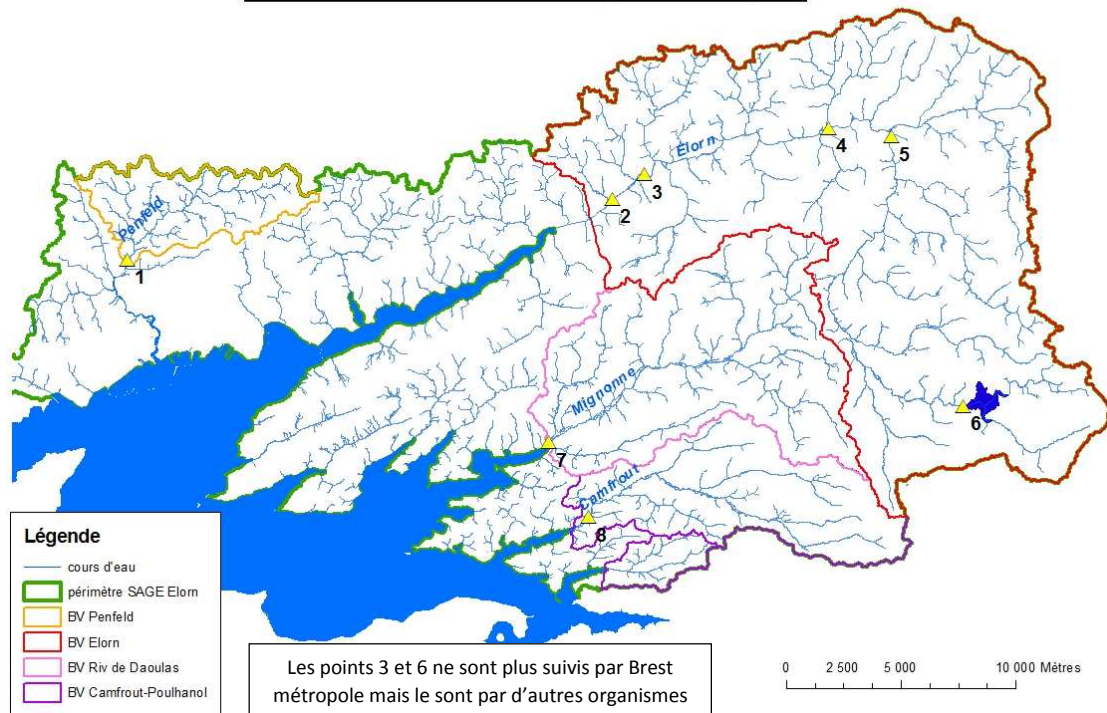 Elorn
4
5
3
2
Penfeld
1
Mignonne
6
7
Camfrout
8
Légende
cours d'eau
périmètre SAGE Elorn
BV Penfeld
BV Elorn
BV Riv de Daoulas
BV Camfrout-Poulhanol
Les points 3 et 6 ne sont plus suivis par Brest
métropole mais le sont par d'autres organismes
0 2 500 5 000 10 000 Mètres